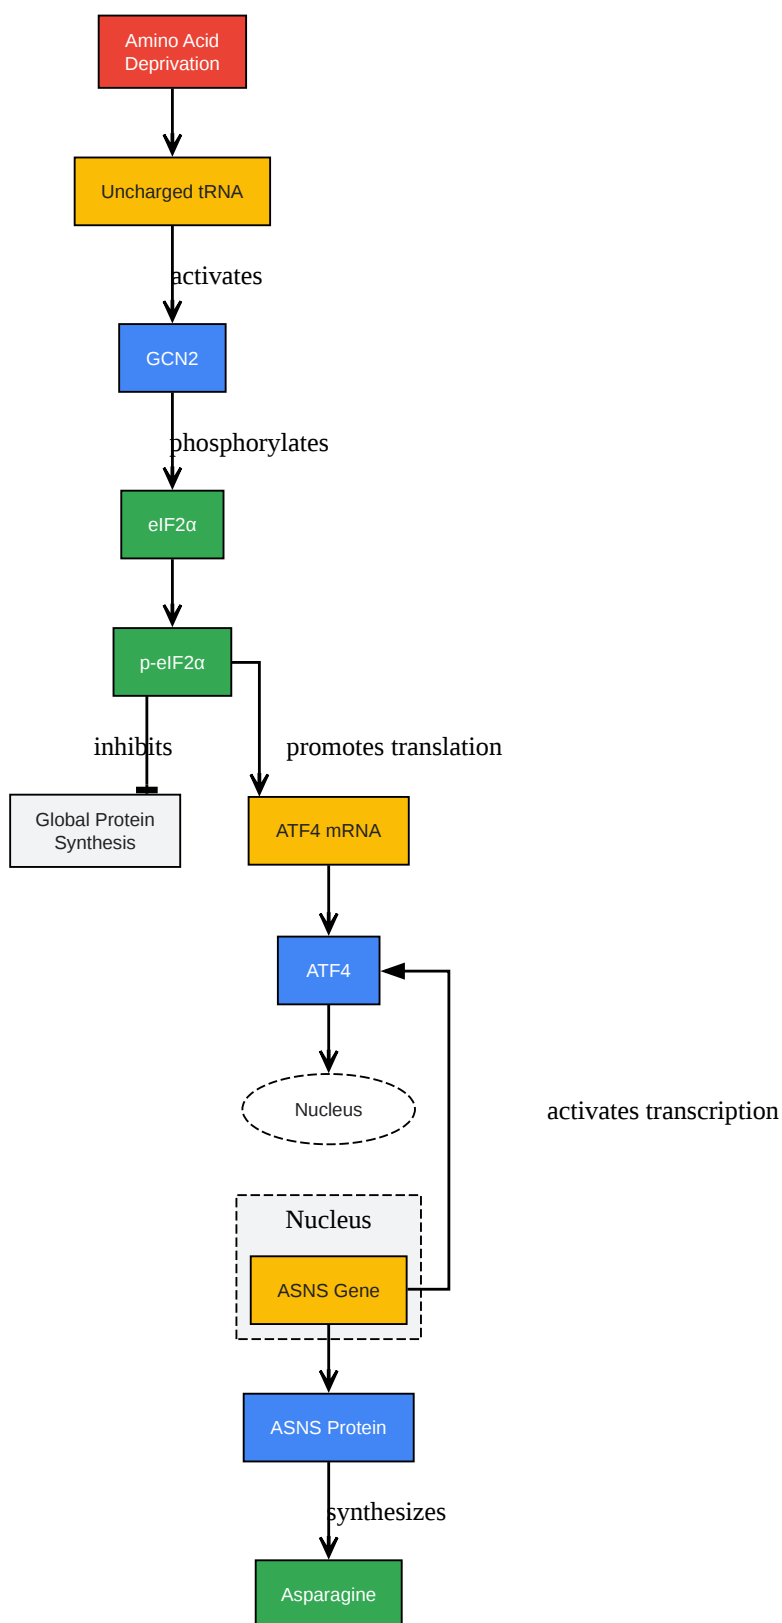 Amino Acid
Deprivation
Uncharged tRNA
activates
GCN2
phosphorylates
eIF2α
p-eIF2α
inhibits
promotes translation
Global Protein
Synthesis
ATF4 mRNA
ATF4
Nucleus
activates transcription
Nucleus
ASNS Gene
ASNS Protein
synthesizes
Asparagine